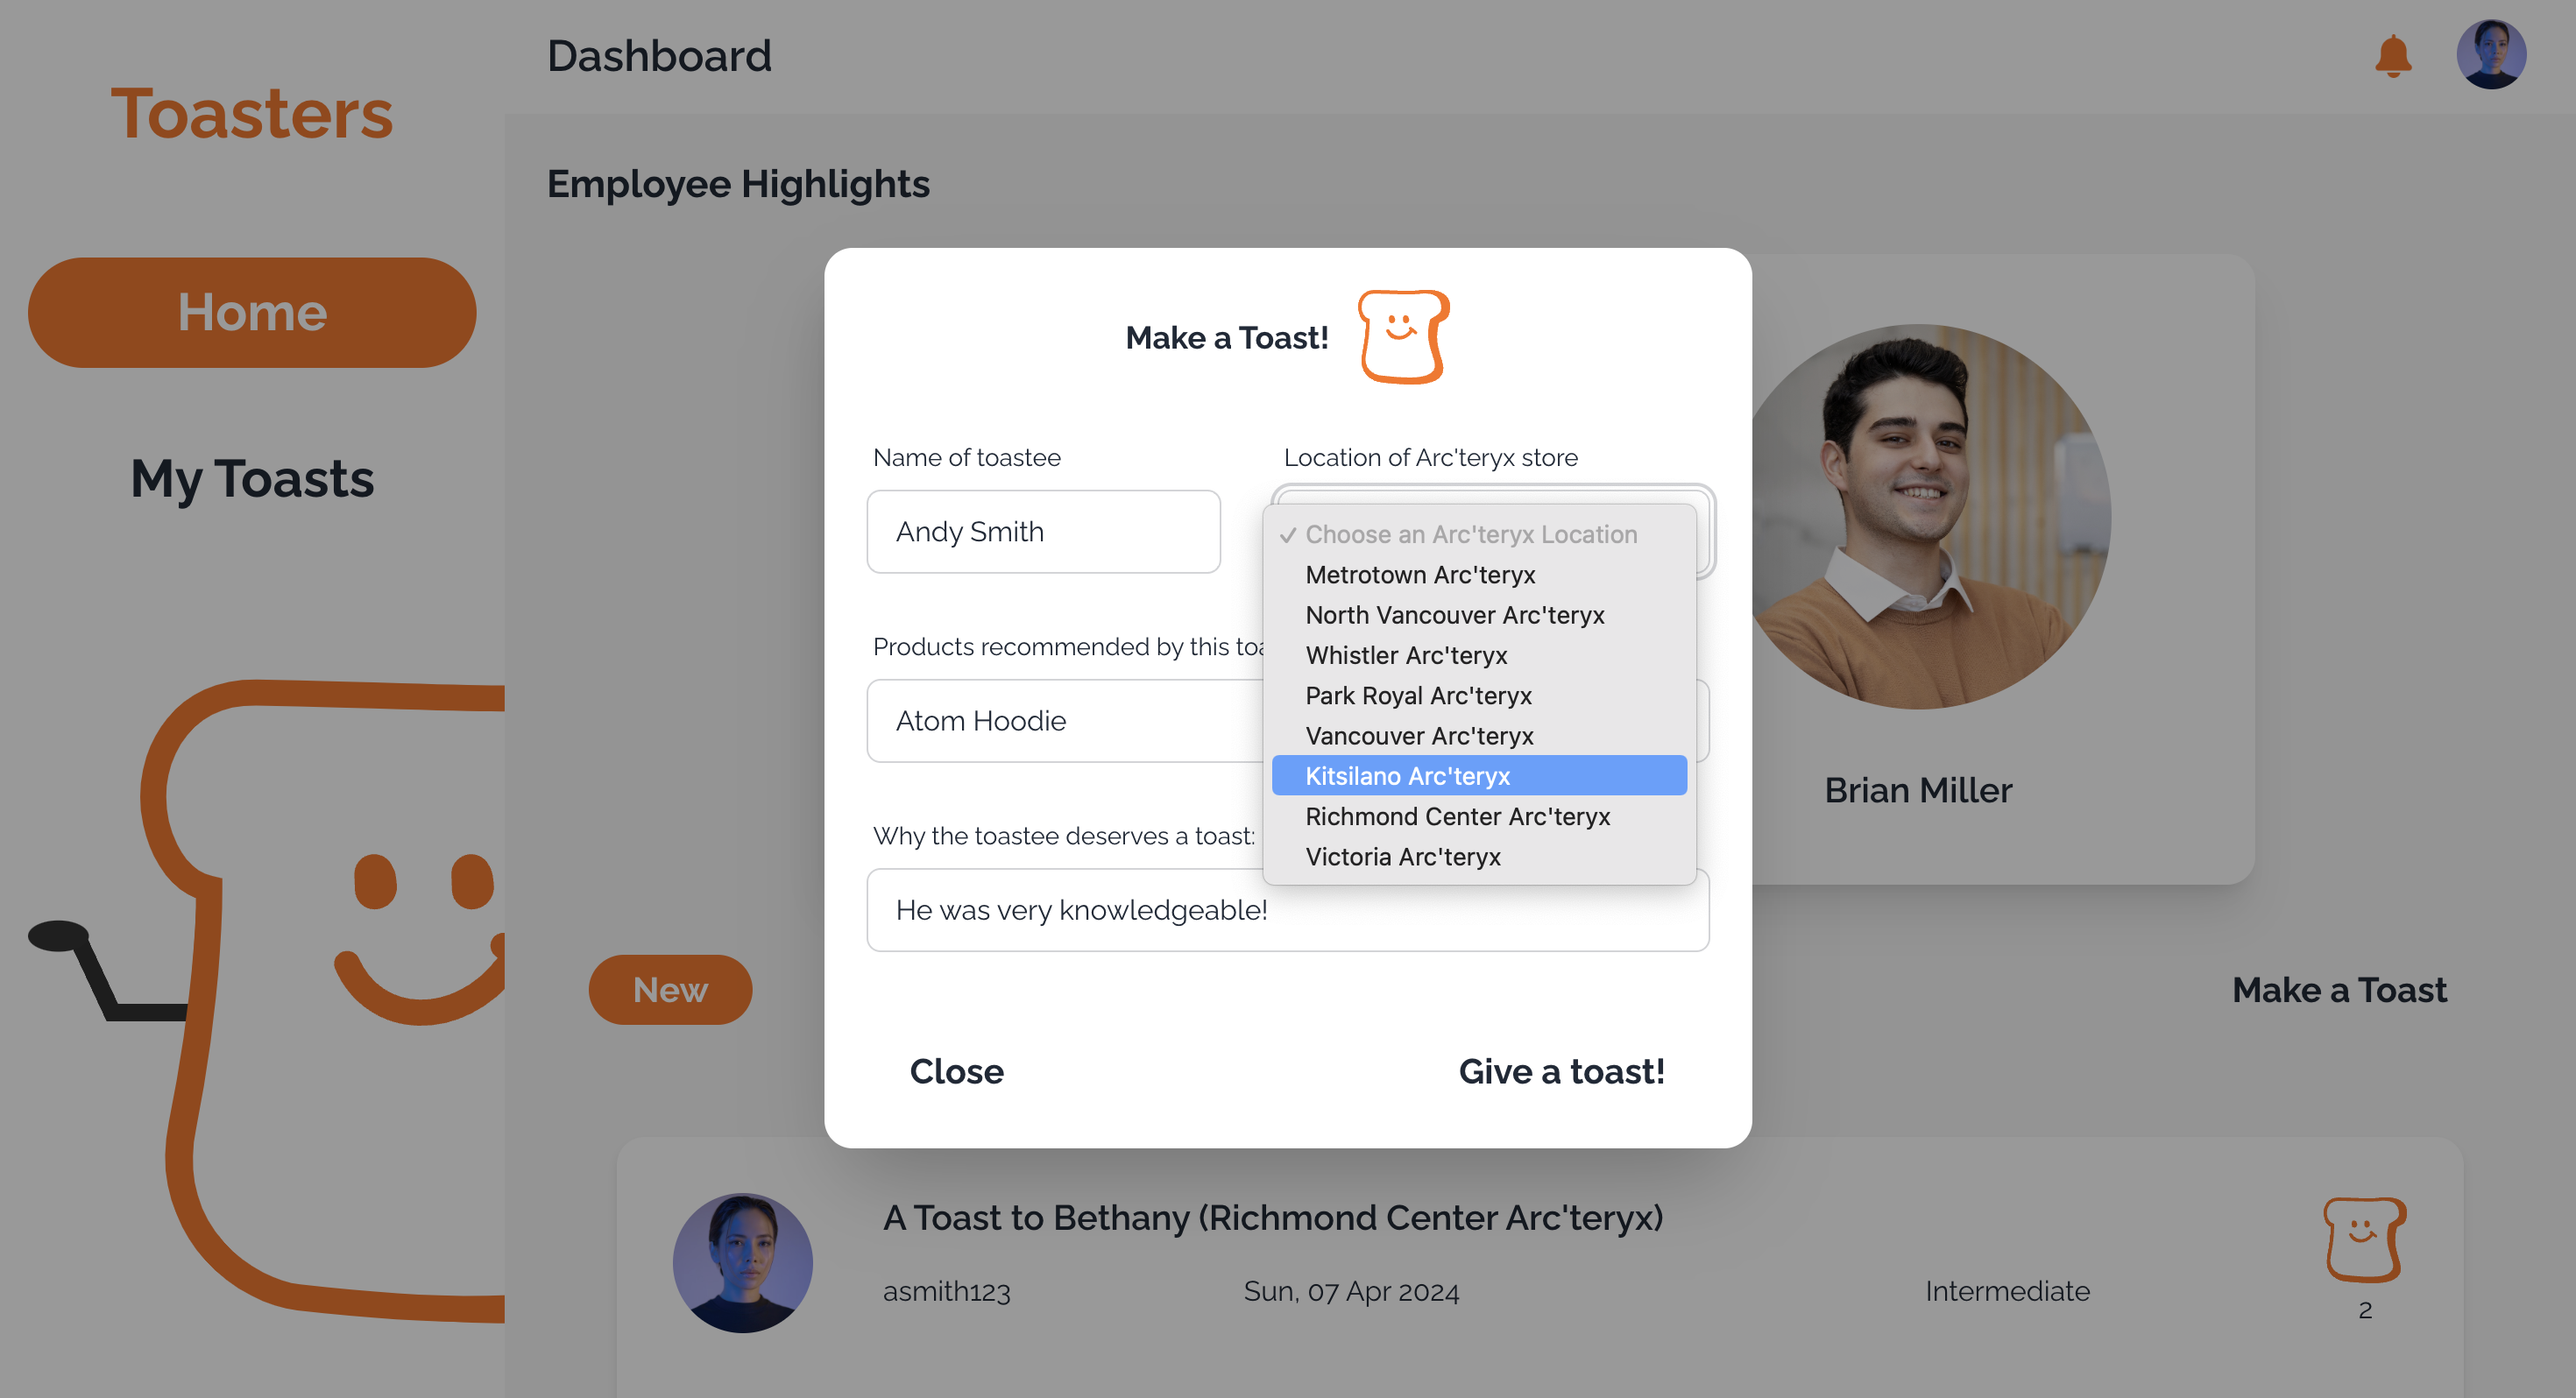 Toasters
Home
My Toasts
Dashboard
Employee Highlights
Make a Toast!
Name of toastee
Location of Arc'teryx store
Andy Smith
✓ Choose an Arc'teryx Location
Metrotown Arc'teryx
North Vancouver Arc'teryx
Whistler Arc'teryx
Park Royal Arc'teryx
Vancouver Arc'teryx
Kitsilano Arc'teryx
Richmond Center Arc'teryx
Victoria Arc'teryx
Products recommended by this
Atom Hoodie
Why the toastee deserves a toast:
He was very knowledgeable!
Close
Give a toast!
Brian Miller
New
Make a Toast
A Toast to Bethany (Richmond Center Arc'teryx)
asmith123
Sun, 07 Apr 2024
Intermediate
2